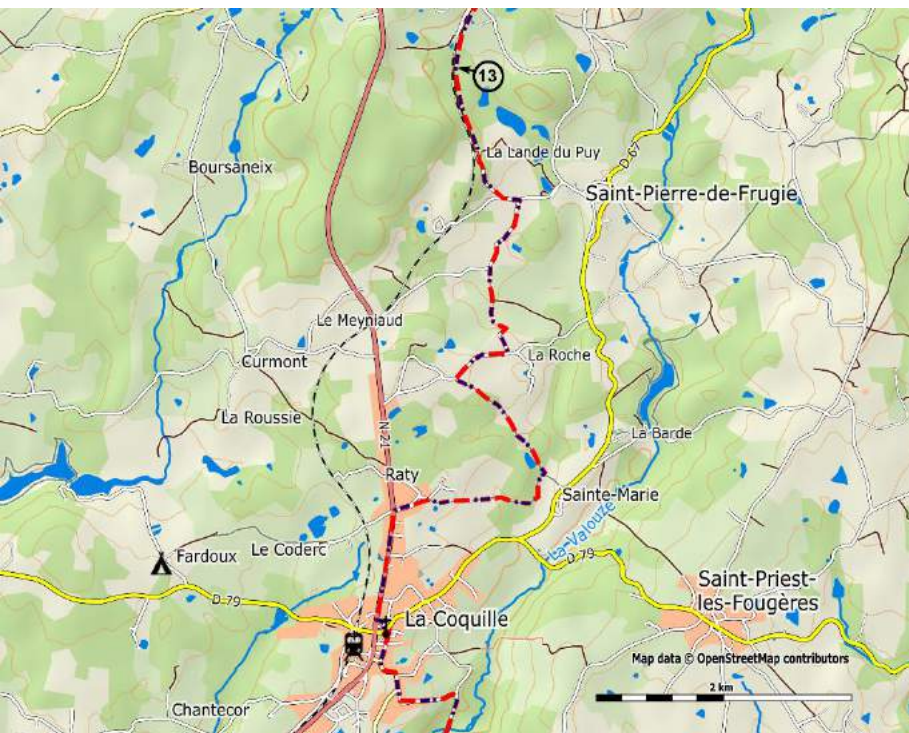 13
La Lande du Puy
Boursaneix
D 67
Saint-Pierre-de-Frugie
Le Meyniaud
La Roche
Curmont
La Roussie
N 21
La Barde
Raty
Sainte-Marie
La Valouze
Le Coderc
Fardoux
D 79
D 79
Saint-Priest-
les-Fougères
La Coquille
Map data © OpenStreetMap contributors
2 km
Chantecor